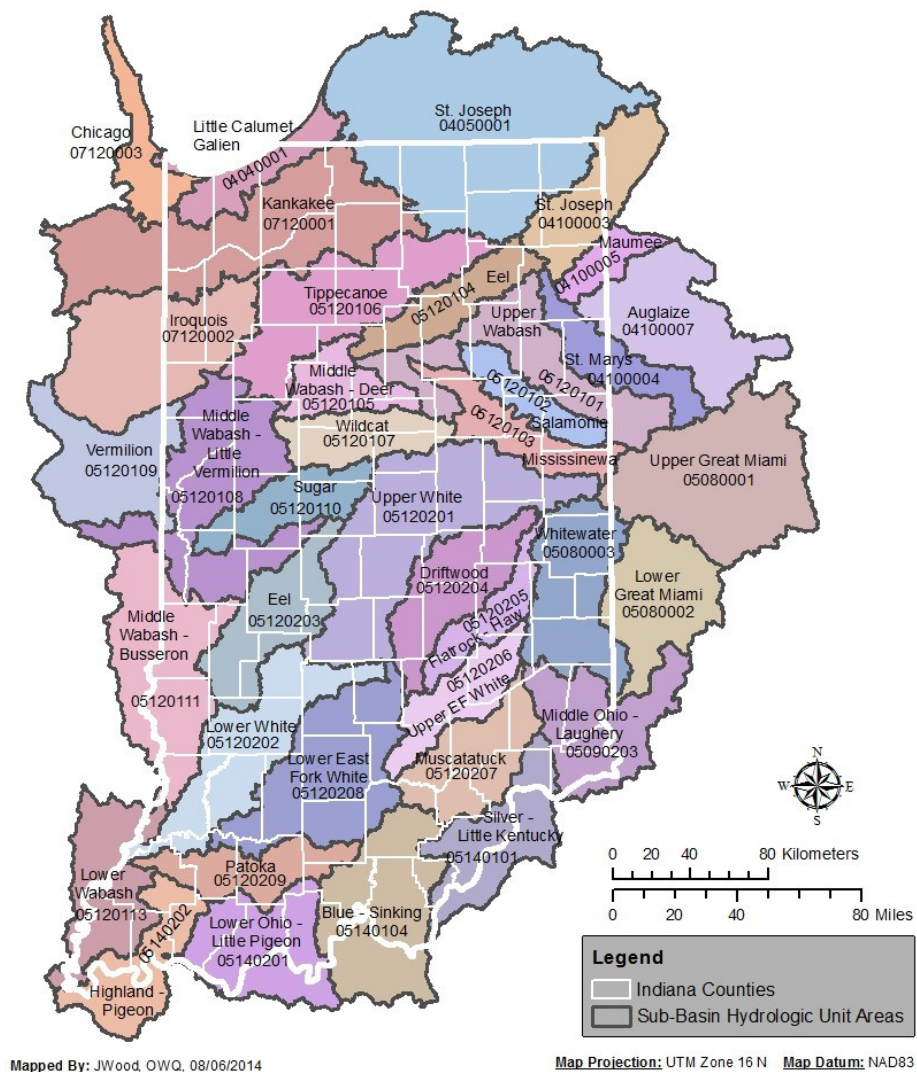 St. Joseph
04050001
Chicago
07120003
Little Calumet -
Galien
04040001
Kankakee
07120001
St. Joseph
04100003
Maumee
04100005
Eel
05120104
Tippecanoe
05120106
Upper
Wabash
05120101
Auglaize
04100007
Iroquois
07120002
St. Marys
04100004
Middle
Wabash - Deer
05120105
05120102
Salamonie
Middle
Wabash -
Little
Vermilion
05120108
Wildcat
05120107
05120103
Mississinewa
Vermilion
05120109
Upper Great Miami
05080001
Sugar
05120110
Upper White
05120201
Whitewater
05080003
Driftwood
05120204
Lower
Great Miami
05080002
Eel
05120203
05120205
Flatrock - Haw
Middle
Wabash -
Busseron
05120111
05120206
Upper EF White
Lower White
05120202
Middle Ohio -
Laughery
05090203
Lower East
Fork White
05120208
Muscatatuck
05120207
Silver -
Little Kentucky
05140101
Patoka
05120209
Lower
Wabash
05120113
05140202
Highland -
Pigeon
Lower Ohio -
Little Pigeon
05140201
Blue - Sinking
05140104
N
W E
S
0 20 40 80 Kilometers
0 20 40 80 Miles
Legend
Indiana Counties
Sub-Basin Hydrologic Unit Areas
Mapped By: JWood, OWQ, 08/06/2014
Map Projection: UTM Zone 16 N Map Datum: NAD83